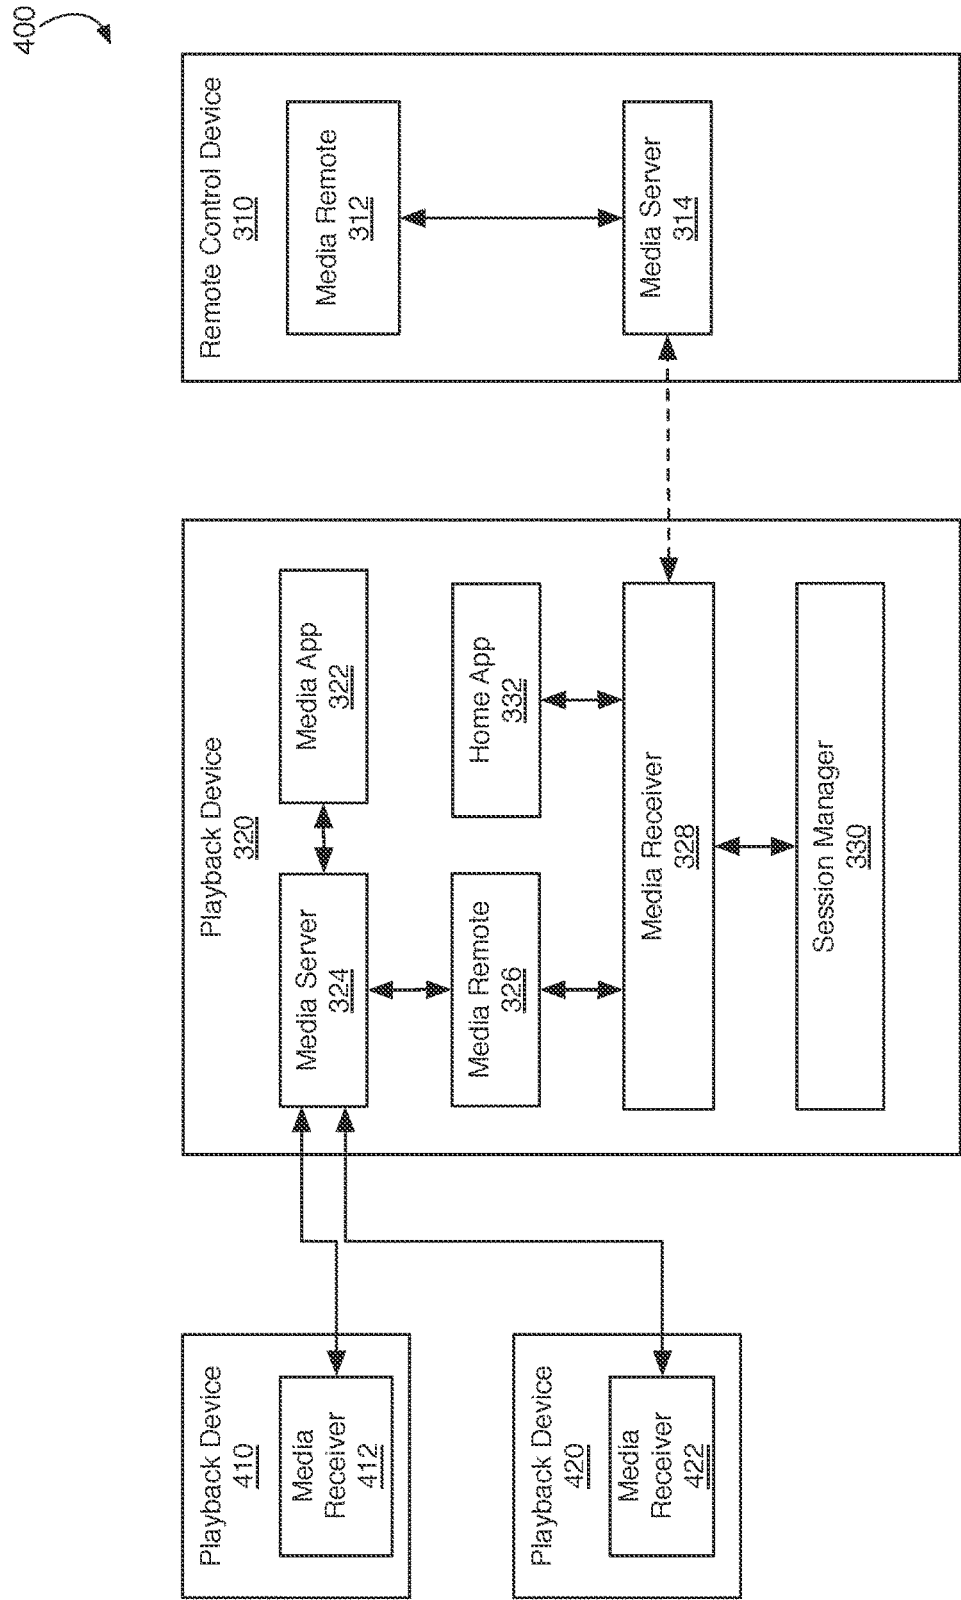 400
Remote Control Device
310
Media Remote
312
Media Server
314
Playback Device
320
Media App
322
Media Server
324
Home App
332
Media Remote
326
Media Receiver
328
Session Manager
330
Playback Device
410
Media
Receiver
412
Playback Device
420
Media
Receiver
422